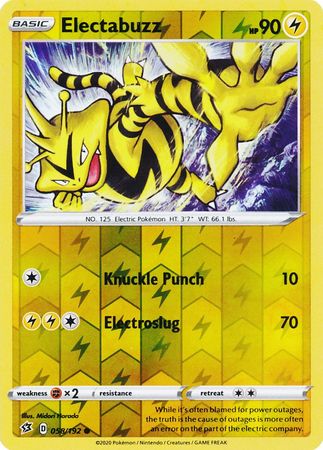 BASIC Electabuzz HP 90
NO. 125 Electric Pokémon HT: 3'7" WT: 66.1 lbs.
Knuckle Punch 10
Electroslug 70
weakness ×2 resistance retreat
Illus. Midori Harada
D 058/192
While it's often blamed for power outages,
the truth is the cause of outages is more often
an error on the part of the electric company.
©2020 Pokémon / Nintendo / Creatures / GAME FREAK